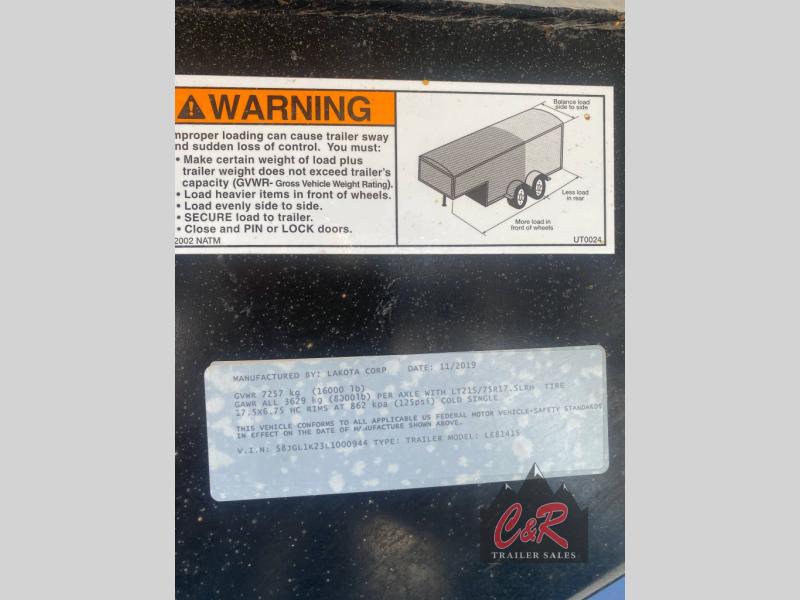 WARNING
mproper loading can cause trailer sway
nd sudden loss of control. You must:
• Make certain weight of load plus
trailer weight does not exceed trailer's
capacity (GVWR- Gross Vehicle Weight Rating).
• Load heavier items in front of wheels.
• Load evenly side to side.
• SECURE load to trailer.
• Close and PIN or LOCK doors.
2002 NATM
Balance load
side to side
Less load
in rear
More load in
front of wheels
UT0024
MANUFACTURED BY: LAKOTA CORP DATE: 11/2019
GVWR 7257 kg (16000 lb)
GAWR ALL 3629 kg (8000lb) PER AXLE WITH LT215/75R17.5LRH TIRE
17.5X6.75 HC RIMS AT 862 kpa (125psi) COLD SINGLE
THIS VEHICLE CONFORMS TO ALL APPLICABLE US FEDERAL MOTOR VEHICLE-SAFETY STANDARDS
IN EFFECT ON THE DATE OF MANUFACTURE SHOWN ABOVE.
V.I.N: 58JGL1K23L1000944 TYPE: TRAILER MODEL: LE81415
C&R
TRAILER SALES